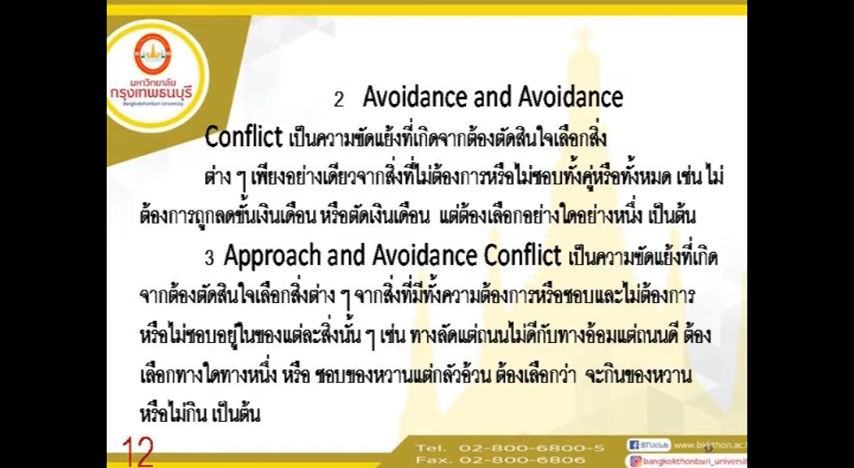 มหาวิทยาลัย
กรุงเทพธนบุรี
Bangkokthonburi University
2 Avoidance and Avoidance
Conflict เป็นความขัดแย้งที่เกิดจากต้องตัดสินใจเลือกสิ่ง
ต่าง ๆ เพียงอย่างเดียวจากสิ่งที่ไม่ต้องการหรือไม่ชอบทั้งคู่หรือทั้งหมด เช่น ไม่
ต้องการถูกลดขั้นเงินเดือน หรือตัดเงินเดือน แต่ต้องเลือกอย่างใดอย่างหนึ่ง เป็นต้น
3 Approach and Avoidance Conflict เป็นความขัดแย้งที่เกิด
จากต้องตัดสินใจเลือกสิ่งต่าง ๆ จากสิ่งที่มีทั้งความต้องการหรือชอบและไม่ต้องการ
หรือไม่ชอบอยู่ในของแต่ละสิ่งนั้น ๆ เช่น ทางลัดแต่ถนนไม่ดีกับทางอ้อมแต่ถนนดี ต้อง
เลือกทางใดทางหนึ่ง หรือ ชอบของหวานแต่กลัวอ้วน ต้องเลือกว่า จะกินของหวาน
หรือไม่กิน เป็นต้น
12
Tel. 02-800-6800-5
Fax. 02-800-6806
BTUclub
bangkokthonburi_universit